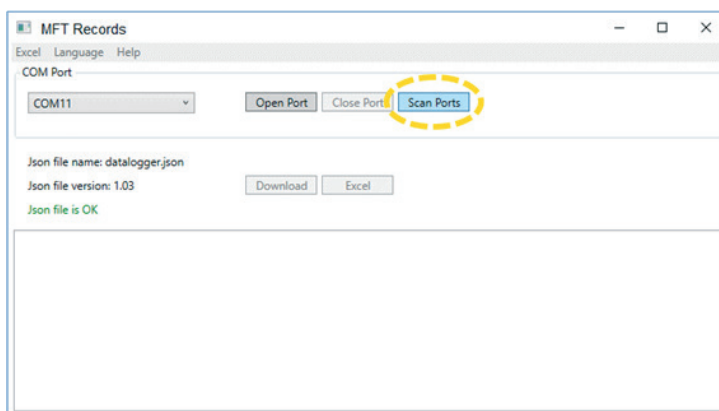 MFT Records
Excel Language Help
COM Port
COM11 Open Port Close Port Scan Ports
Json file name: datalogger.json
Json file version: 1.03 Download Excel
Json file is OK